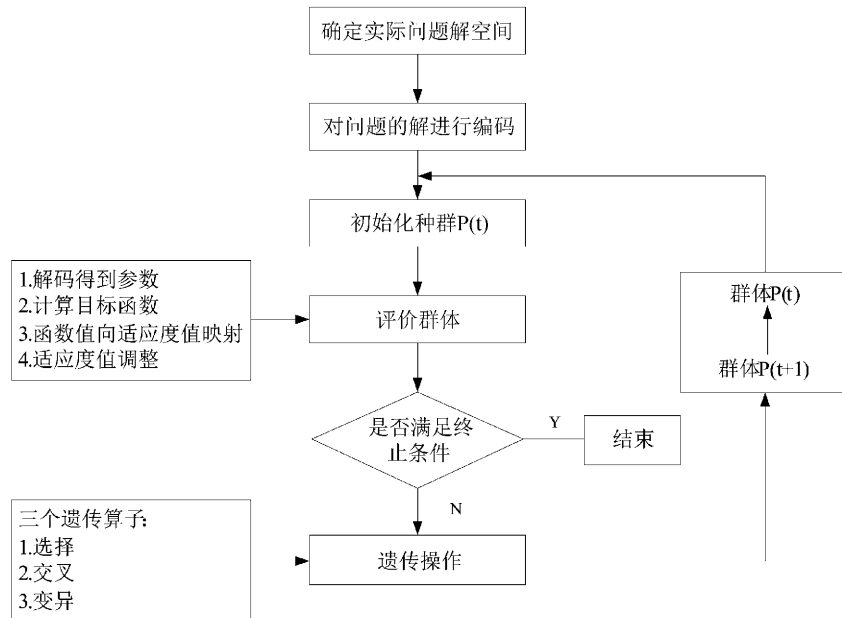 确定实际问题解空间
对问题的解进行编码
初始化种群P(t)
1.解码得到参数
2.计算目标函数
3.函数值向适应度值映射
4.适应度值调整
评价群体
群体P(t)
群体P(t+1)
是否满足终
止条件
Y
结束
N
三个遗传算子:
1.选择
2.交叉
3.变异
遗传操作